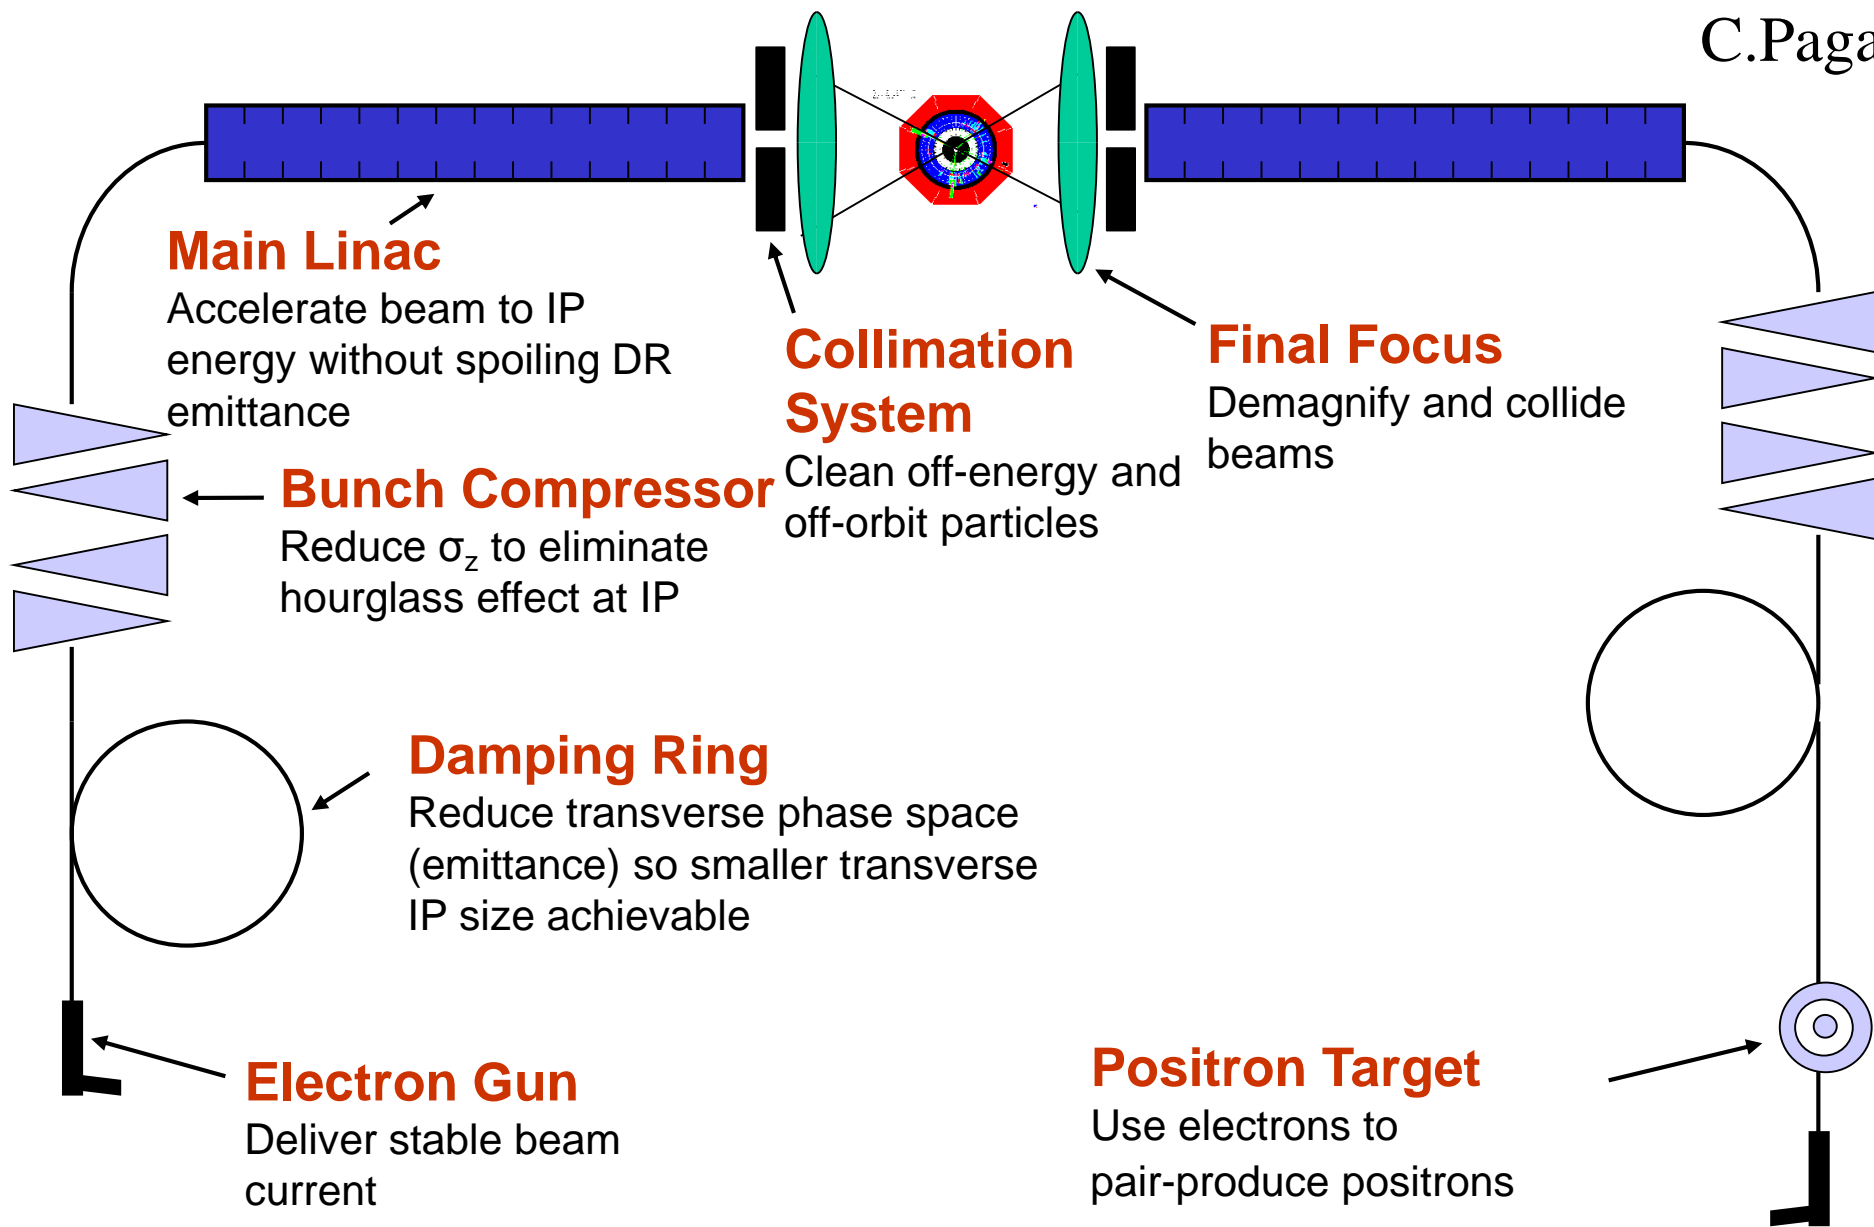 C.Paga
Main Linac
Accelerate beam to IP
energy without spoiling DR
emittance
Collimation
System
Clean off-energy and
off-orbit particles
Final Focus
Demagnify and collide
beams
Bunch Compressor
Reduce σz to eliminate
hourglass effect at IP
Damping Ring
Reduce transverse phase space
(emittance) so smaller transverse
IP size achievable
Electron Gun
Deliver stable beam
current
Positron Target
Use electrons to
pair-produce positrons